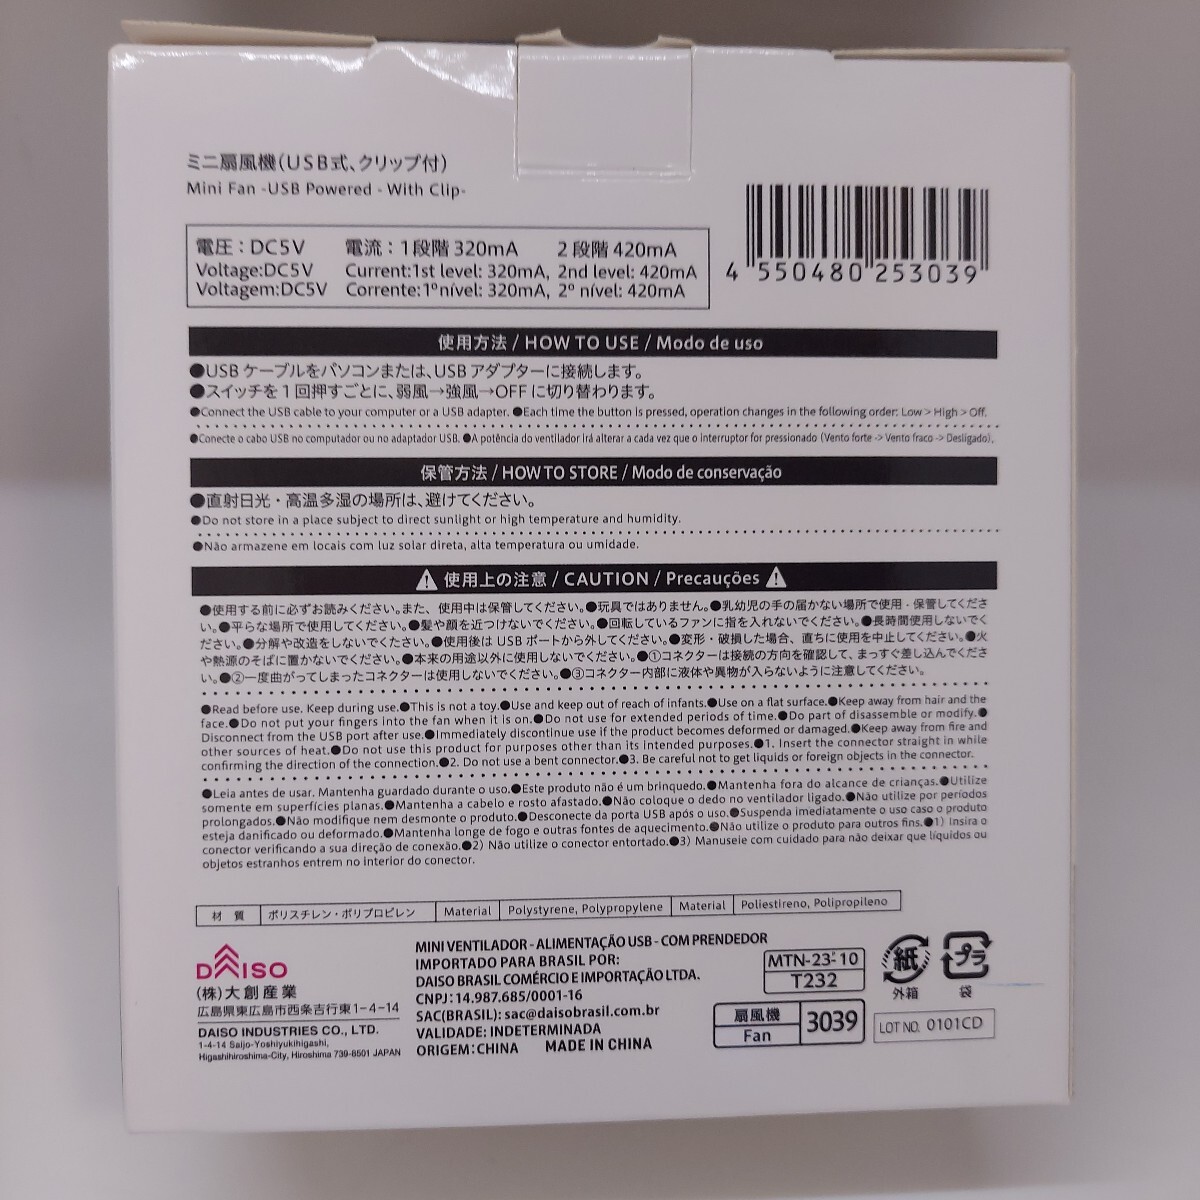 ミニ扇風機(USB式、クリップ付)
Mini Fan -USB Powered - With Clip-
電圧：DC5V 電流：1段階 320mA 2段階 420mA
Voltage:DC5V Current:1st level: 320mA, 2nd level: 420mA
Voltagem:DC5V Corrente:1º nível: 320mA, 2º nível: 420mA
4 550480 253039
使用方法 / HOW TO USE / Modo de uso
●USB ケーブルをパソコンまたは、USB アダプターに接続します。
●スイッチを1回押すごとに、弱風→強風→OFF に切り替わります。
●Connect the USB cable to your computer or a USB adapter. ●Each time the button is pressed, operation changes in the following order: Low > High > Off.
●Conecte o cabo USB no computador ou no adaptador USB. ●A potência do ventilador irá alterar a cada vez que o interruptor for pressionado (Vento forte -> Vento fraco -> Desligado).
保管方法 / HOW TO STORE / Modo de conservação
●直射日光・高温多湿の場所は、避けてください。
●Do not store in a place subject to direct sunlight or high temperature and humidity.
●Não armazene em locais com luz solar direta, alta temperatura ou umidade.
使用上の注意 / CAUTION / Precauções
●使用する前に必ずお読みください。また、使用中は保管してください。●玩具ではありません。●乳幼児の手の届かない場所で使用・保管してくださ
い。●平らな場所で使用してください。●髪や顔を近づけないでください。●回転しているファンに指を入れないでください。●長時間使用しないでく
ださい。●分解や改造をしないでください。●使用後は USB ポートから外してください。●変形・破損した場合、直ちに使用を中止してください。●火
や熱源のそばに置かないでください。●本来の用途以外に使用しないでください。●①コネクターは接続の方向を確認して、まっすぐ差し込んでくださ
い。●②一度曲がってしまったコネクターは使用しないでください。●③コネクター内部に液体や異物が入らないように注意してください。
●Read before use. Keep during use.●This is not a toy.●Use and keep out of reach of infants.●Use on a flat surface.●Keep away from hair and the
face.●Do not put your fingers into the fan when it is on.●Do not use for extended periods of time.●Do part of disassemble or modify.●
Disconnect from the USB port after use.●Immediately discontinue use if the product becomes deformed or damaged.●Keep away from fire and
other sources of heat.●Do not use this product for purposes other than its intended purposes.●1. Insert the connector straight in while
confirming the direction of the connection.●2. Do not use a bent connector.●3. Be careful not to get liquids or foreign objects in the connector.
●Leia antes de usar. Mantenha guardado durante o uso.●Este produto não é um brinquedo.●Mantenha fora do alcance de crianças.●Utilize
somente em superfícies planas.●Mantenha a cabelo e rosto afastado.●Não coloque o dedo no ventilador ligado.●Não utilize por períodos
prolongados.●Não modifique nem desmonte o produto.●Desconecte da porta USB após o uso.●Suspenda imediatamente o uso caso o produto
esteja danificado ou deformado.●Mantenha longe de fogo e outras fontes de aquecimento.●Não utilize o produto para outros fins.●1) Insira o
conector verificando a sua direção de conexão.●2) Não utilize o conector entortado.●3) Manuseie com cuidado para não deixar que líquidos ou
objetos estranhos entrem no interior do conector.
材 質 ポリスチレン・ポリプロピレン Material Polystyrene, Polypropylene Material Poliestireno, Polipropileno
DAISO
(株)大創産業
広島県東広島市西条吉行東1-4-14
DAISO INDUSTRIES CO., LTD.
1-4-14 Saijo-Yoshiyukihigashi,
Higashihiroshima-City, Hiroshima 739-8501 JAPAN
MINI VENTILADOR - ALIMENTAÇÃO USB - COM PRENDEDOR
IMPORTADO PARA BRASIL POR:
DAISO BRASIL COMÉRCIO E IMPORTAÇÃO LTDA.
CNPJ: 14.987.685/0001-16
SAC(BRASIL): sac@daisobrasil.com.br
VALIDADE: INDETERMINADA
ORIGEM:CHINA MADE IN CHINA
MTN-23-10
T232
扇風機
Fan
3039
紙
外箱
プラ
袋
LOT NO. 0101CD